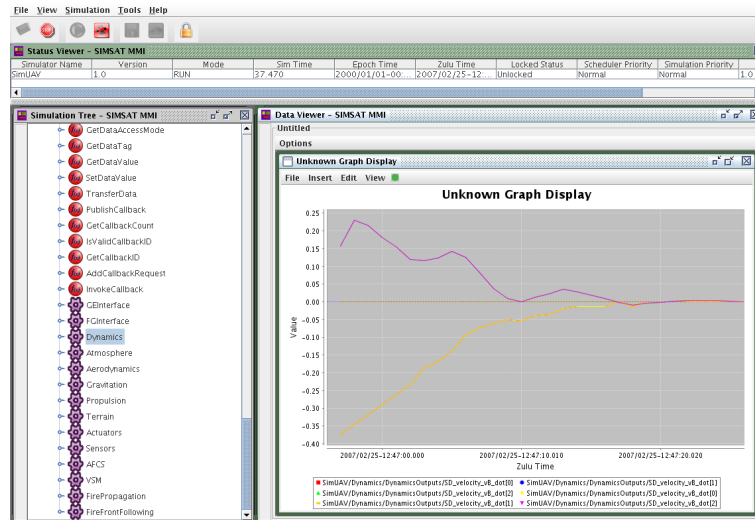 File View Simulation Tools Help
Status Viewer - SIMSAT MMI
Simulator Name Version Mode Sim Time Epoch Time Zulu Time Locked Status Scheduler Priority Simulation Priority
SimUAV 1.0 RUN 37.470 2000/01/01-00:... 2007/02/25-12:... Unlocked Normal Normal 1.0
Simulation Tree - SIMSAT MMI
GetDataAccessMode
GetDataTag
GetDataValue
SetDataValue
TransferData
PublishCallback
GetCallbackCount
IsValidCallbackID
GetCallbackID
AddCallbackRequest
InvokeCallback
GEInterface
FGInterface
Dynamics
Atmosphere
Aerodynamics
Gravitation
Propulsion
Terrain
Actuators
Sensors
AFCS
VSM
FirePropagation
FireFrontFollowing
Data Viewer - SIMSAT MMI
Untitled
Options
Unknown Graph Display
File Insert Edit View
Unknown Graph Display
0.25
0.20
0.15
0.10
0.05
0.00
-0.05
-0.10
-0.15
-0.20
-0.25
-0.30
-0.35
-0.40
Value
2007/02/25-12:47:00.000 2007/02/25-12:47:10.010 2007/02/25-12:47:20.020
Zulu Time
SimUAV/Dynamics/DynamicsOutputs/SD_velocity_vB_dot[0] SimUAV/Dynamics/DynamicsOutputs/SD_velocity_vB_dot[1]
SimUAV/Dynamics/DynamicsOutputs/SD_velocity_vB_dot[2] SimUAV/Dynamics/DynamicsOutputs/SD_velocity_vB_dot[0]
SimUAV/Dynamics/DynamicsOutputs/SD_velocity_vB_dot[1] SimUAV/Dynamics/DynamicsOutputs/SD_velocity_vB_dot[2]